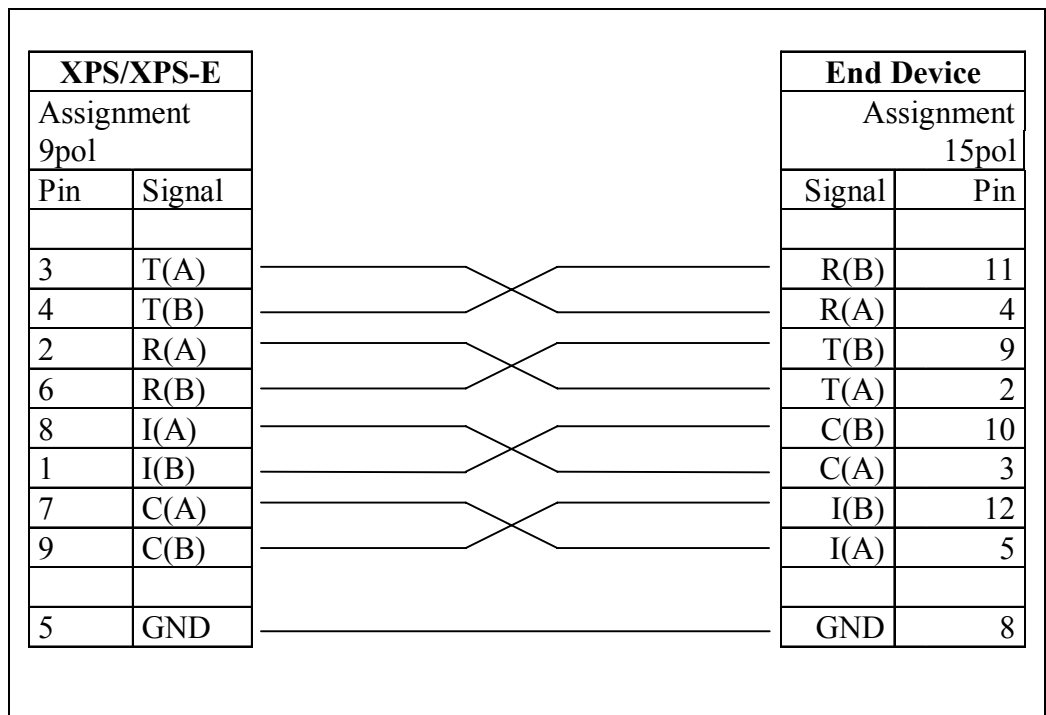 XPS/XPS-E End Device
Assignment Assignment
9pol 15pol
Pin Signal Signal Pin
3 T(A) R(B) 11
4 T(B) R(A) 4
2 R(A) T(B) 9
6 R(B) T(A) 2
8 I(A) C(B) 10
1 I(B) C(A) 3
7 C(A) I(B) 12
9 C(B) I(A) 5
5 GND GND 8